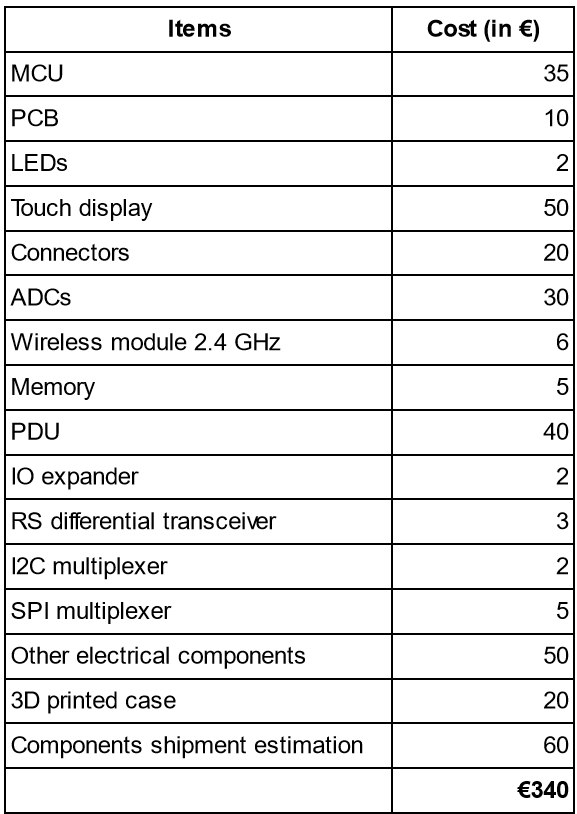 Items Cost (in €)
MCU 35
PCB 10
LEDs 2
Touch display 50
Connectors 20
ADCs 30
Wireless module 2.4 GHz 6
Memory 5
PDU 40
IO expander 2
RS differential transceiver 3
I2C multiplexer 2
SPI multiplexer 5
Other electrical components 50
3D printed case 20
Components shipment estimation 60
€340